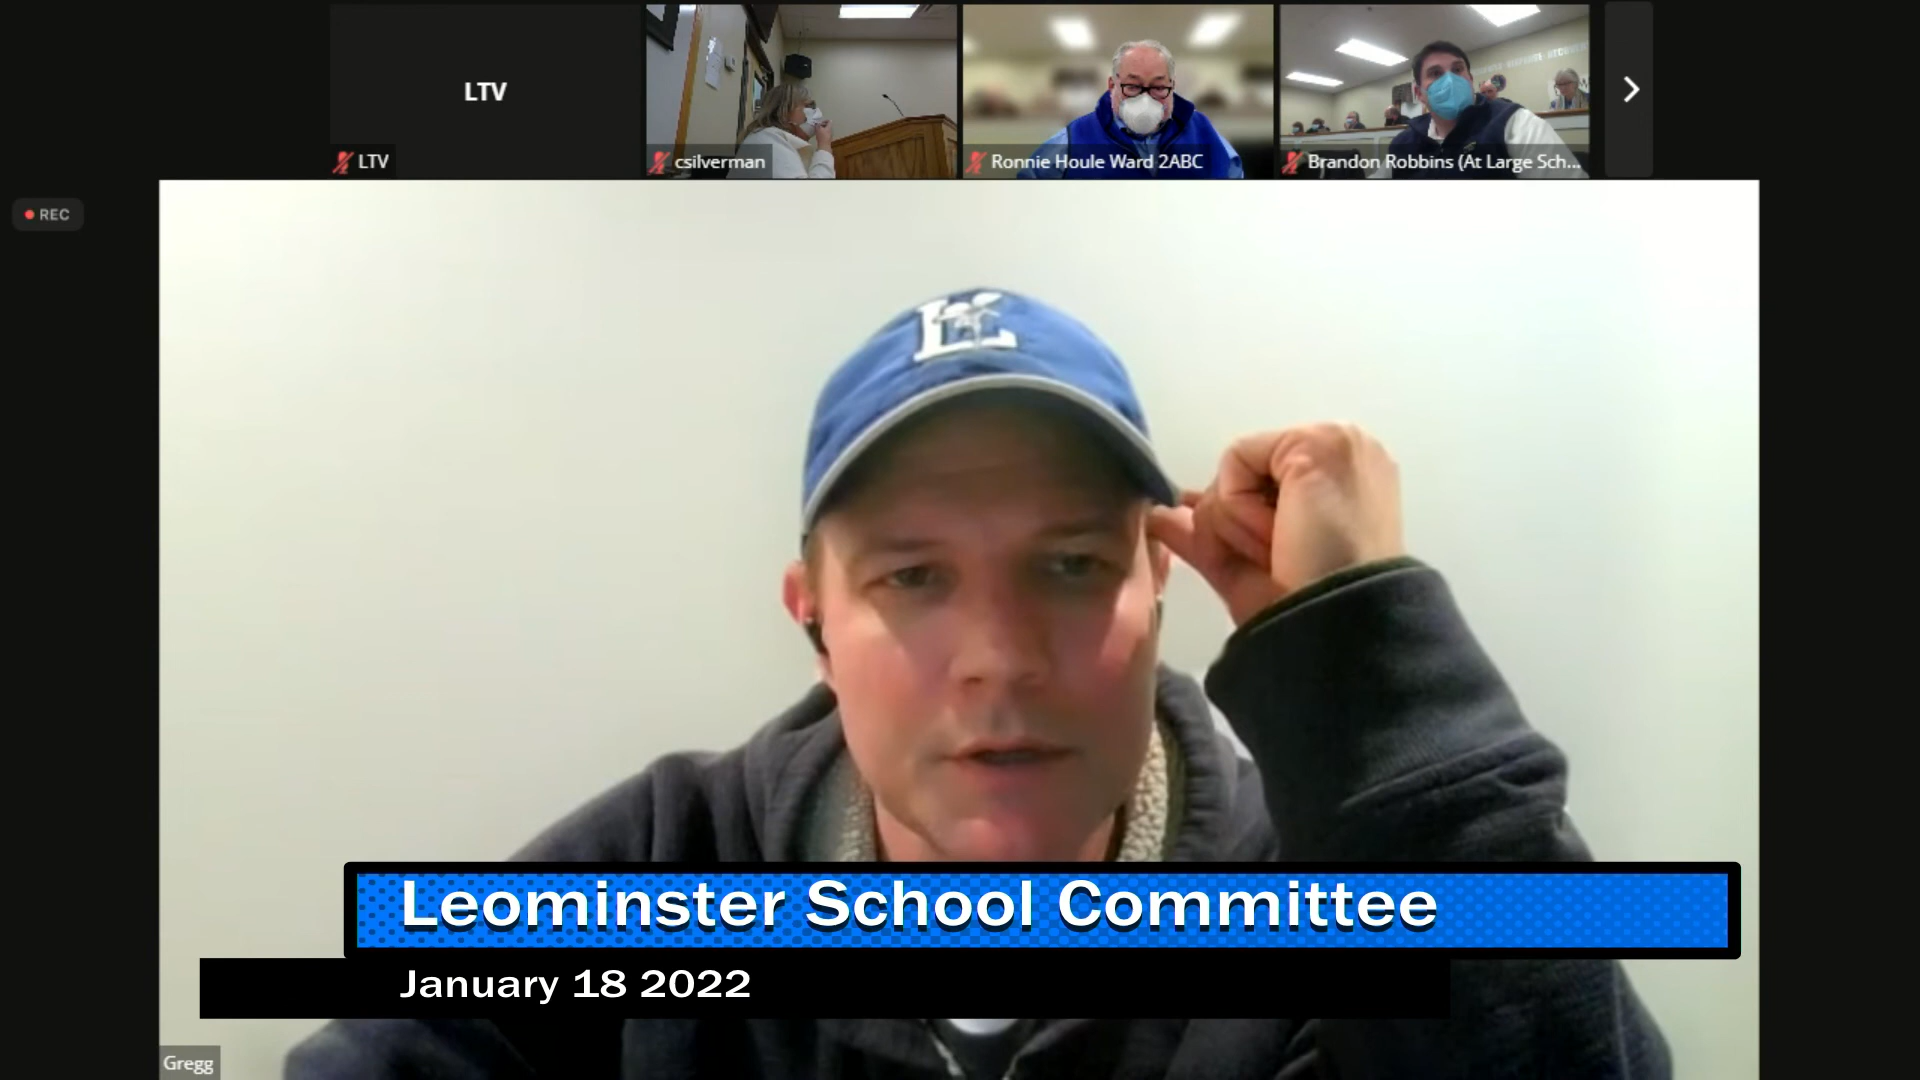 LTV
LTV
csilverman
Ronnie Houle Ward 2ABC
Brandon Robbins (At Large Sch...
REC
L
Leominster School Committee
January 18 2022
Gregg